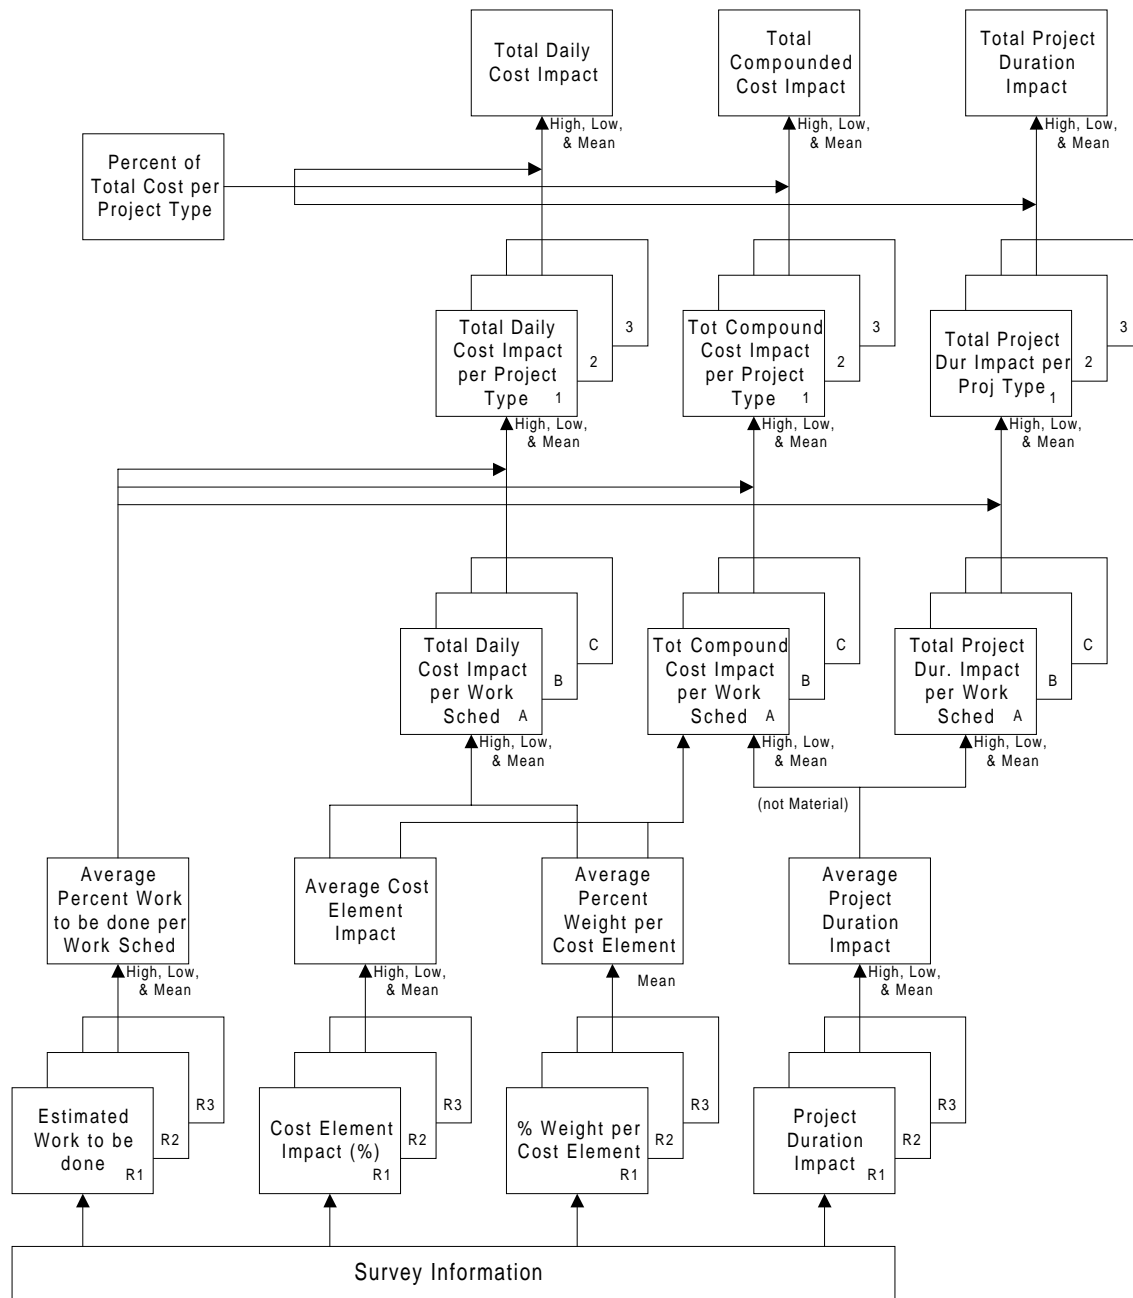 Total Daily
Cost Impact
Total
Compounded
Cost Impact
Total Project
Duration
Impact
High, Low,
& Mean
High, Low,
& Mean
High, Low,
& Mean
Percent of
Total Cost per
Project Type
Total Daily
Cost Impact
per Project
Type 1
2
3
Tot Compound
Cost Impact
per Project
Type 1
2
3
Total Project
Dur Impact per
Proj Type 1
2
3
High, Low,
& Mean
High, Low,
& Mean
High, Low,
& Mean
Total Daily
Cost Impact
per Work
Sched A
B
C
Tot Compound
Cost Impact
per Work
Sched A
B
C
Total Project
Dur. Impact
per Work
Sched A
B
C
High, Low,
& Mean
High, Low,
& Mean
High, Low,
& Mean
(not Material)
Average
Percent Work
to be done per
Work Sched
Average Cost
Element
Impact
Average
Percent
Weight per
Cost Element
Average
Project
Duration
Impact
High, Low,
& Mean
High, Low,
& Mean
Mean
High, Low,
& Mean
Estimated
Work to be
done
R1
R2
R3
Cost Element
Impact (%)
R1
R2
R3
% Weight per
Cost Element
R1
R2
R3
Project
Duration
Impact
R1
R2
R3
Survey Information